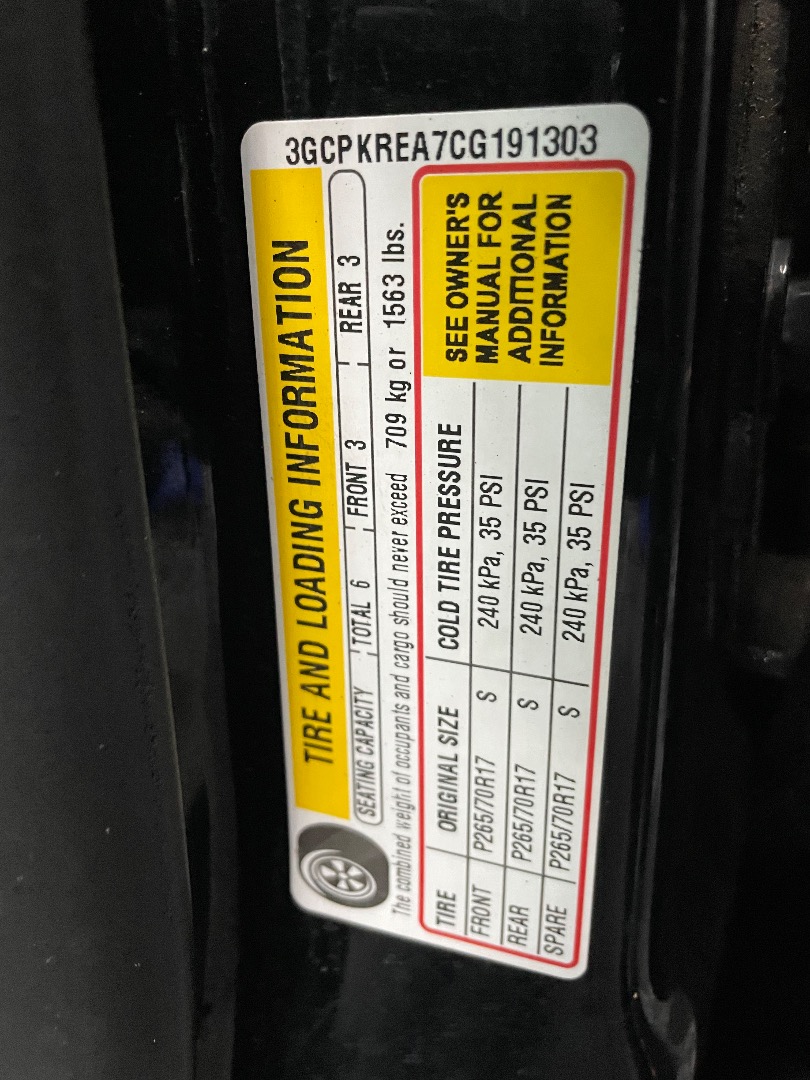 3GCPKREA7CG191303
TIRE AND LOADING INFORMATION
SEATING CAPACITY TOTAL 6 FRONT 3 REAR 3
The combined weight of occupants and cargo should never exceed 709 kg or 1563 lbs.
TIRE ORIGINAL SIZE COLD TIRE PRESSURE
FRONT P265/70R17 S 240 kPa, 35 PSI
REAR P265/70R17 S 240 kPa, 35 PSI
SPARE P265/70R17 S 240 kPa, 35 PSI
SEE OWNER'S
MANUAL FOR
ADDITIONAL
INFORMATION